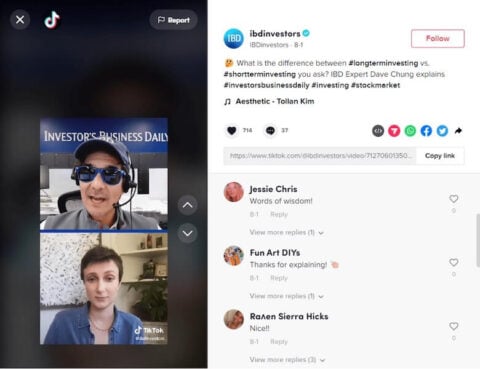 Report
INVESTOR'S BUSINESS DAILY
TikTok
IBD
ibdinvestors
IBDinvestors · 8-1
Follow
🤔 What is the difference between #longterminvesting vs.
#shortterminvesting you ask? IBD Expert Dave Chung explains
#investorsbusinessdaily #investing #stockmarket
♫ Aesthetic - Tollan Kim
714
37
https://www.tiktok.com/@ibdinvestors/video/71270601350...
Copy link
Jessie Chris
Words of wisdom!
0
8-1 Reply
View more replies (1)
Fun Art DIYs
Thanks for explaining!
0
8-1 Reply
View more replies (1)
Raven Sierra Hicks
Nice!!
0
8-1 Reply
View more replies (3)